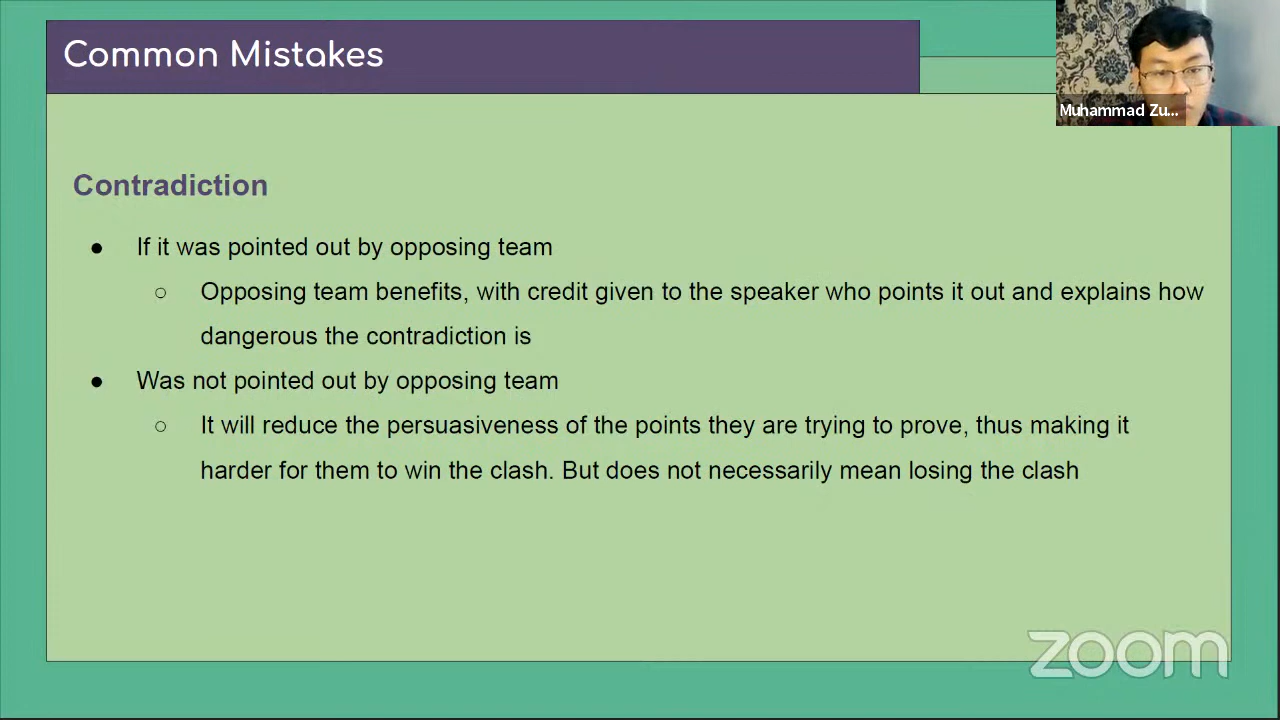 Common Mistakes
Muhammad Zu...
Contradiction
● If it was pointed out by opposing team
○ Opposing team benefits, with credit given to the speaker who points it out and explains how
dangerous the contradiction is
● Was not pointed out by opposing team
○ It will reduce the persuasiveness of the points they are trying to prove, thus making it
harder for them to win the clash. But does not necessarily mean losing the clash
zoom